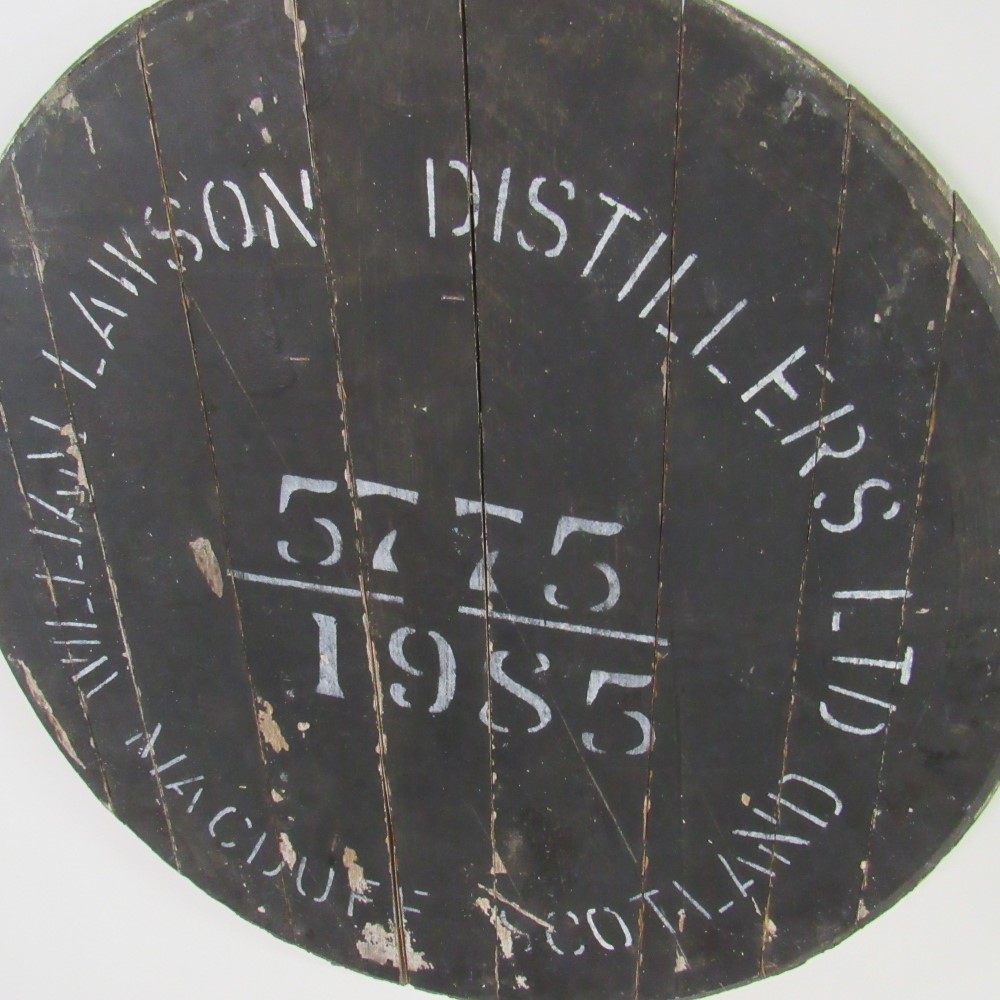 WILLIAM LAWSON DISTILLERS LTD
5775
1985
MACDUFF SCOTLAND